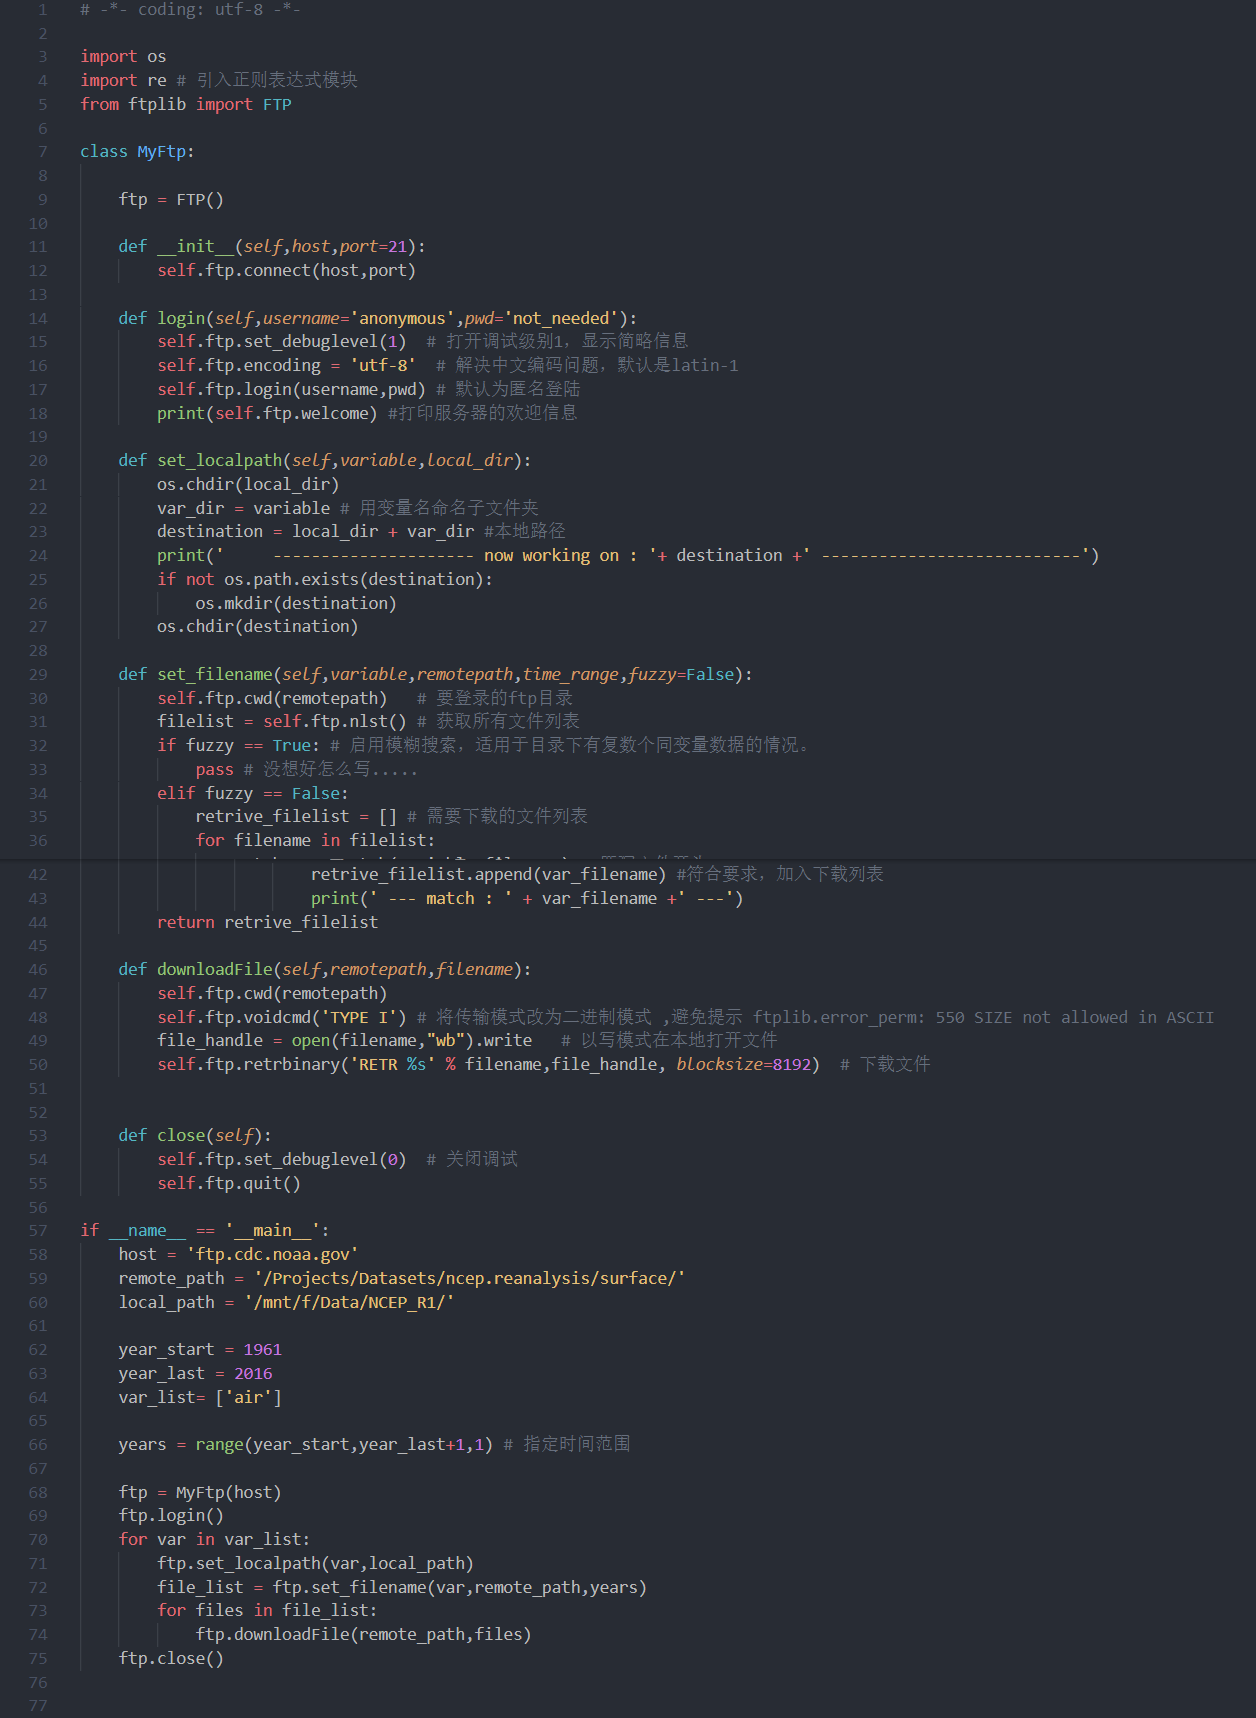 1 # -*- coding: utf-8 -*-
2
3 import os
4 import re # 引入正则表达式模块
5 from ftplib import FTP
6
7 class MyFtp:
8
9 ftp = FTP()
10
11 def __init__(self,host,port=21):
12 self.ftp.connect(host,port)
13
14 def login(self,username='anonymous',pwd='not_needed'):
15 self.ftp.set_debuglevel(1)  # 打开调试级别1，显示简略信息
16 self.ftp.encoding = 'utf-8'  # 解决中文编码问题，默认是latin-1
17 self.ftp.login(username,pwd) # 默认为匿名登陆
18 print(self.ftp.welcome) #打印服务器的欢迎信息
19
20 def set_localpath(self,variable,local_dir):
21 os.chdir(local_dir)
22 var_dir = variable # 用变量名命名子文件夹
23 destination = local_dir + var_dir #本地路径
24 print('     --------------------- now working on : '+ destination +' ---------------------------')
25 if not os.path.exists(destination):
26 os.mkdir(destination)
27 os.chdir(destination)
28
29 def set_filename(self,variable,remotepath,time_range,fuzzy=False):
30 self.ftp.cwd(remotepath)   # 要登录的ftp目录
31 filelist = self.ftp.nlst() # 获取所有文件列表
32 if fuzzy == True: # 启用模糊搜索，适用于目录下有复数个同变量数据的情况。
33 pass # 没想好怎么写.....
34 elif fuzzy == False:
35 retrive_filelist = [] # 需要下载的文件列表
36 for filename in filelist:
42 retrive_filelist.append(var_filename) #符合要求，加入下载列表
43 print(' --- match : ' + var_filename +' ---')
44 return retrive_filelist
45
46 def downloadFile(self,remotepath,filename):
47 self.ftp.cwd(remotepath)
48 self.ftp.voidcmd('TYPE I') # 将传输模式改为二进制模式 ,避免提示 ftplib.error_perm: 550 SIZE not allowed in ASCII
49 file_handle = open(filename,"wb").write   # 以写模式在本地打开文件
50 self.ftp.retrbinary('RETR %s' % filename,file_handle, blocksize=8192)  # 下载文件
51
52
53 def close(self):
54 self.ftp.set_debuglevel(0)  # 关闭调试
55 self.ftp.quit()
56
57 if __name__ == '__main__':
58 host = 'ftp.cdc.noaa.gov'
59 remote_path = '/Projects/Datasets/ncep.reanalysis/surface/'
60 local_path = '/mnt/f/Data/NCEP_R1/'
61
62 year_start = 1961
63 year_last = 2016
64 var_list= ['air']
65
66 years = range(year_start,year_last+1,1) # 指定时间范围
67
68 ftp = MyFtp(host)
69 ftp.login()
70 for var in var_list:
71 ftp.set_localpath(var,local_path)
72 file_list = ftp.set_filename(var,remote_path,years)
73 for files in file_list:
74 ftp.downloadFile(remote_path,files)
75 ftp.close()
76
77